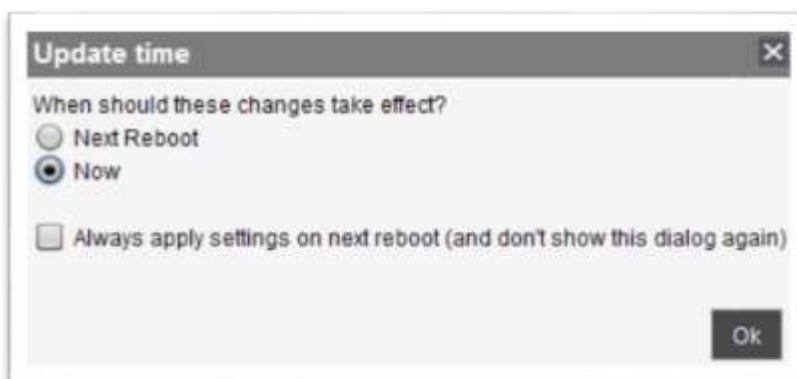 Update time
When should these changes take effect?
Next Reboot
Now
Always apply settings on next reboot (and don't show this dialog again)
Ok